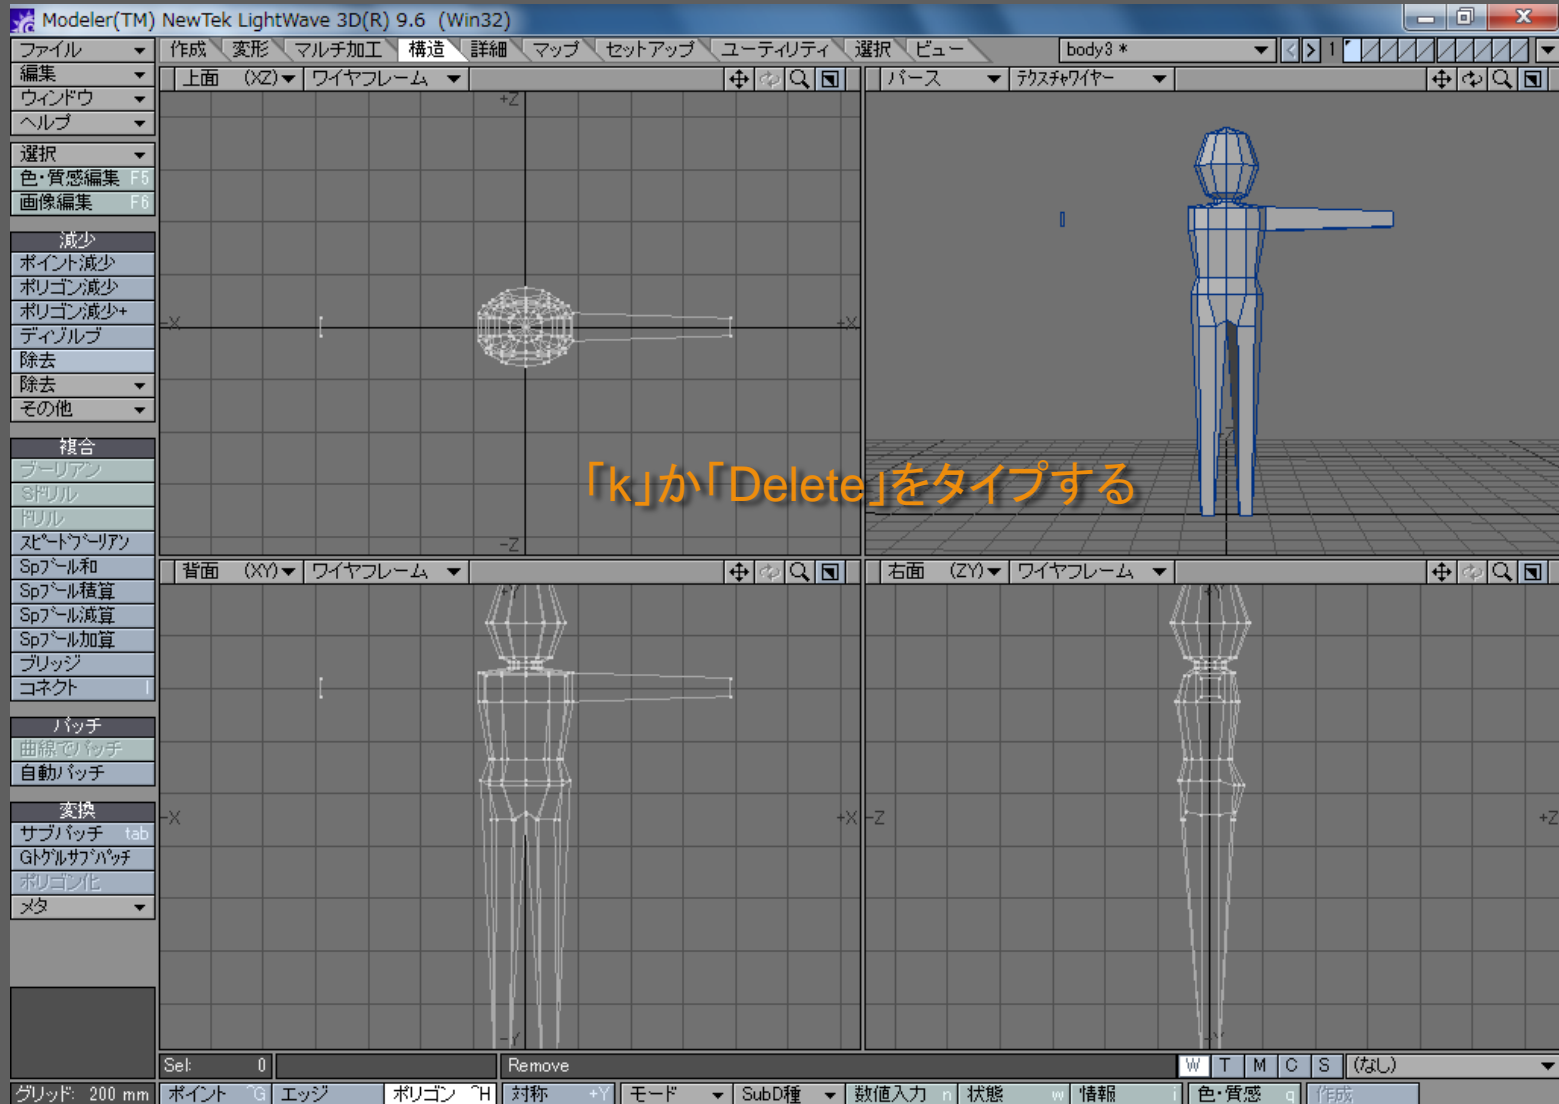 Modeler(TM) NewTek LightWave 3D(R) 9.6 (Win32)
ファイル 作成 変形 マルチ加工 構造 詳細 マップ セットアップ ユーティリティ 選択 ビュー body3 * < > 1
編集
ウィンドウ
ヘルプ
選択
色・質感編集 F5
画像編集 F6
減少
ポイント減少
ポリゴン減少
ポリゴン減少+
ディゾルブ
除去
除去
その他
複合
ブーリアン
Sドリル
ドリル
スピードブーリアン
Spブール和
Spブール積算
Spブール減算
Spブール加算
ブリッジ
コネクト l
パッチ
曲線でパッチ
自動パッチ
変換
サブパッチ tab
Gトグルサブパッチ
ポリゴン化
メタ
上面 (XZ) ワイヤフレーム
+Z
-X
+X
-Z
パース テクスチャワイヤー
「k」か「Delete」をタイプする
背面 (XY) ワイヤフレーム
+Y
-X
+X
-Y
右面 (ZY) ワイヤフレーム
+Y
-Z
+Z
-Y
Sel: 0 Remove W T M C S (なし)
グリッド: 200 mm ポイント ^G エッジ ポリゴン ^H 対称 +Y モード SubD種 数値入力 n 状態 w 情報 i 色・質感 q 作成